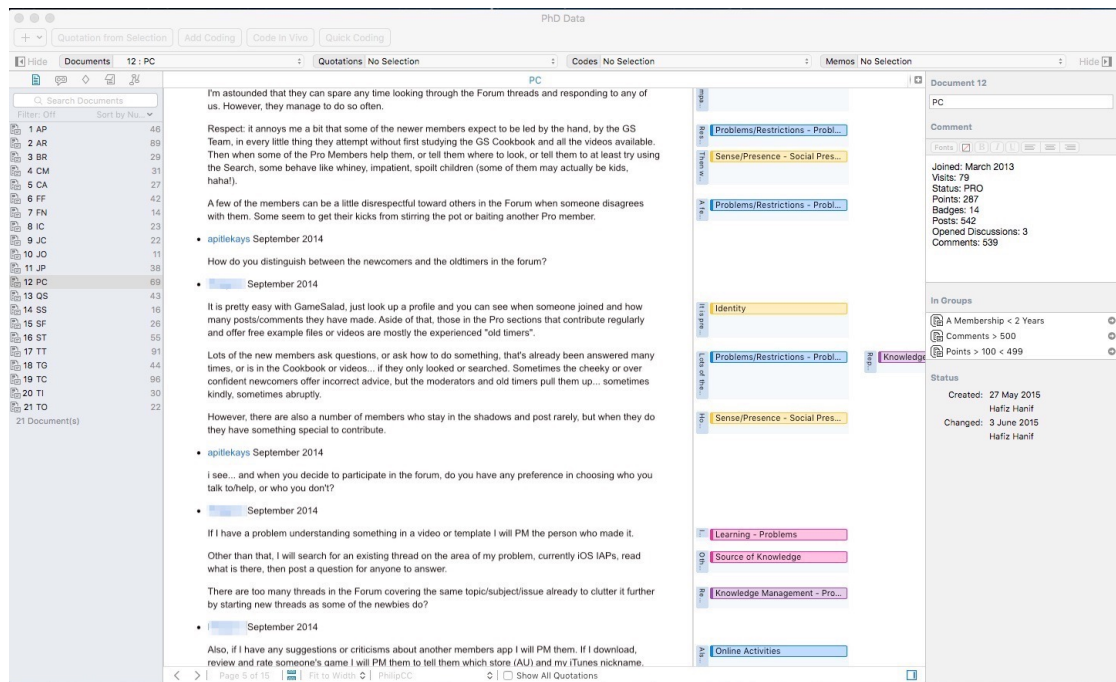 PhD Data
Quotation from Selection
Add Coding
Code In Vivo
Quick Coding
Hide
Documents
12 : PC
Quotations No Selection
Codes No Selection
Memos No Selection
Hide
Search Documents
Filter: Off
Sort by Nu...
1 AP 46
2 AR 89
3 BR 29
4 CM 31
5 CA 27
6 FF 42
7 FN 14
8 IC 23
9 JC 22
10 JO 11
11 JP 38
12 PC 69
13 QS 43
14 SS 16
15 SF 26
16 ST 55
17 TT 91
18 TG 44
19 TC 96
20 TI 30
21 TO 22
21 Document(s)
PC
I'm astounded that they can spare any time looking through the Forum threads and responding to any of
us. However, they manage to do so often.
Respect: it annoys me a bit that some of the newer members expect to be led by the hand, by the GS
Team, in every little thing they attempt without first studying the GS Cookbook and all the videos available.
Then when some of the Pro Members help them, or tell them where to look, or tell them to at least try using
the Search, some behave like whiney, impatient, spoilt children (some of them may actually be kids,
haha!).
A few of the members can be a little disrespectful toward others in the Forum when someone disagrees
with them. Some seem to get their kicks from stirring the pot or baiting another Pro member.
• apitlekays September 2014
How do you distinguish between the newcomers and the oldtimers in the forum?
• September 2014
It is pretty easy with GameSalad, just look up a profile and you can see when someone joined and how
many posts/comments they have made. Aside of that, those in the Pro sections that contribute regularly
and offer free example files or videos are mostly the experienced "old timers".
Lots of the new members ask questions, or ask how to do something, that's already been answered many
times, or is in the Cookbook or videos... if they only looked or searched. Sometimes the cheeky or over
confident newcomers offer incorrect advice, but the moderators and old timers pull them up... sometimes
kindly, sometimes abruptly.
However, there are also a number of members who stay in the shadows and post rarely, but when they do
they have something special to contribute.
• apitlekays September 2014
i see... and when you decide to participate in the forum, do you have any preference in choosing who you
talk to/help, or who you don't?
• September 2014
If I have a problem understanding something in a video or template I will PM the person who made it.
Other than that, I will search for an existing thread on the area of my problem, currently iOS IAPs, read
what is there, then post a question for anyone to answer.
There are too many threads in the Forum covering the same topic/subject/issue already to clutter it further
by starting new threads as some of the newbies do?
• September 2014
Also, if I have any suggestions or criticisms about another members app I will PM them. If I download,
review and rate someone's game I will PM them to tell them which store (AU) and my iTunes nickname.
mpa...
Res...
Problems/Restrictions - Probl...
Then w...
Sense/Presence - Social Pres...
A fe...
Problems/Restrictions - Probl...
It is pre...
Identity
Lots of the...
Problems/Restrictions - Probl...
Rep...
Knowledge
Ho...
Sense/Presence - Social Pres...
I...
Learning - Problems
Oth...
Source of Knowledge
Re...
Knowledge Management - Pro...
Als...
Online Activities
Page 5 of 15
Fit to Width
PhilipCC
Show All Quotations
Document 12
PC
Comment
Fonts
B I L
Joined: March 2013
Visits: 79
Status: PRO
Points: 287
Badges: 14
Posts: 542
Opened Discussions: 3
Comments: 539
In Groups
A Membership < 2 Years
Comments > 500
Points > 100 < 499
Status
Created: 27 May 2015
Hafiz Hanif
Changed: 3 June 2015
Hafiz Hanif